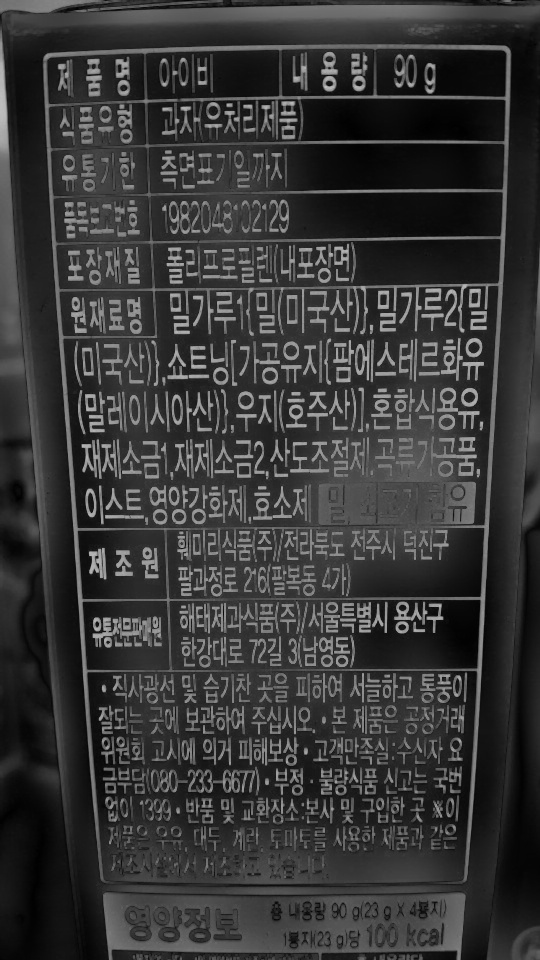 제품명 아이비 내용량 90 g
식품유형 과자(유처리제품)
유통기한 측면표기일까지
품목보고번호 1982048102129
포장재질 폴리프로필렌(내포장면)
원재료명 밀가루1{밀(미국산)},밀가루2{밀
(미국산)},쇼트닝[가공유지{팜에스테르화유
(말레이시아산)},우지(호주산)],혼합식용유,
재제소금1,재제소금2,산도조절제,곡류가공품,
이스트,영양강화제,효소제 밀, 쇠고기 함유
제조원 훼미리식품(주)/전라북도 전주시 덕진구
팔과정로 216(팔복동 4가)
유통전문판매원 해태제과식품(주)/서울특별시 용산구
한강대로 72길 3(남영동)
• 직사광선 및 습기찬 곳을 피하여 서늘하고 통풍이
잘되는 곳에 보관하여 주십시오. • 본 제품은 공정거래
위원회 고시에 의거 피해보상 • 고객만족실:수신자 요
금부담(080-233-6677) • 부정 · 불량식품 신고는 국번
없이 1399 • 반품 및 교환장소:본사 및 구입한 곳 ※이
제품은 우유, 대두, 계란, 토마토를 사용한 제품과 같은
제조시설에서 제조하고 있습니다.
영양정보 총 내용량 90 g(23 g X 4봉지)
1봉지(23 g)당 100 kcal